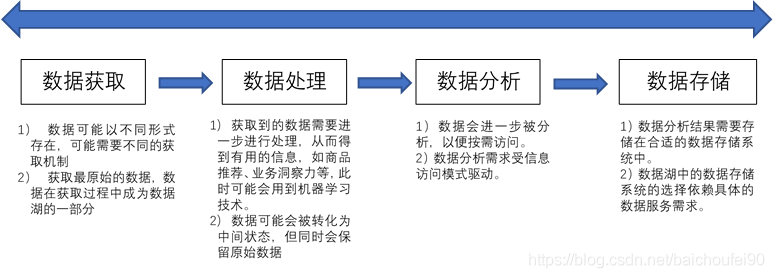 数据获取
数据处理
数据分析
数据存储
1) 数据可能以不同形式
存在，可能需要不同的获
取机制
2) 获取最原始的数据，数
据在获取过程中成为数据
湖的一部分
1) 获取到的数据需要进
一步进行处理，从而得
到有用的信息，如商品
推荐、业务洞察力等，此
时可能会用到机器学习
技术。
2) 数据可能会被转化为
中间状态，但同时会保
留原始数据
1) 数据会进一步被分
析，以便按需访问。
2) 数据分析需求受信息
访问模式驱动。
1) 数据分析结果需要存
储在合适的数据存储系
统中。
2) 数据湖中的数据存储
系统的选择依赖具体的
数据服务需求。
https://blog.csdn.net/baichoufei90